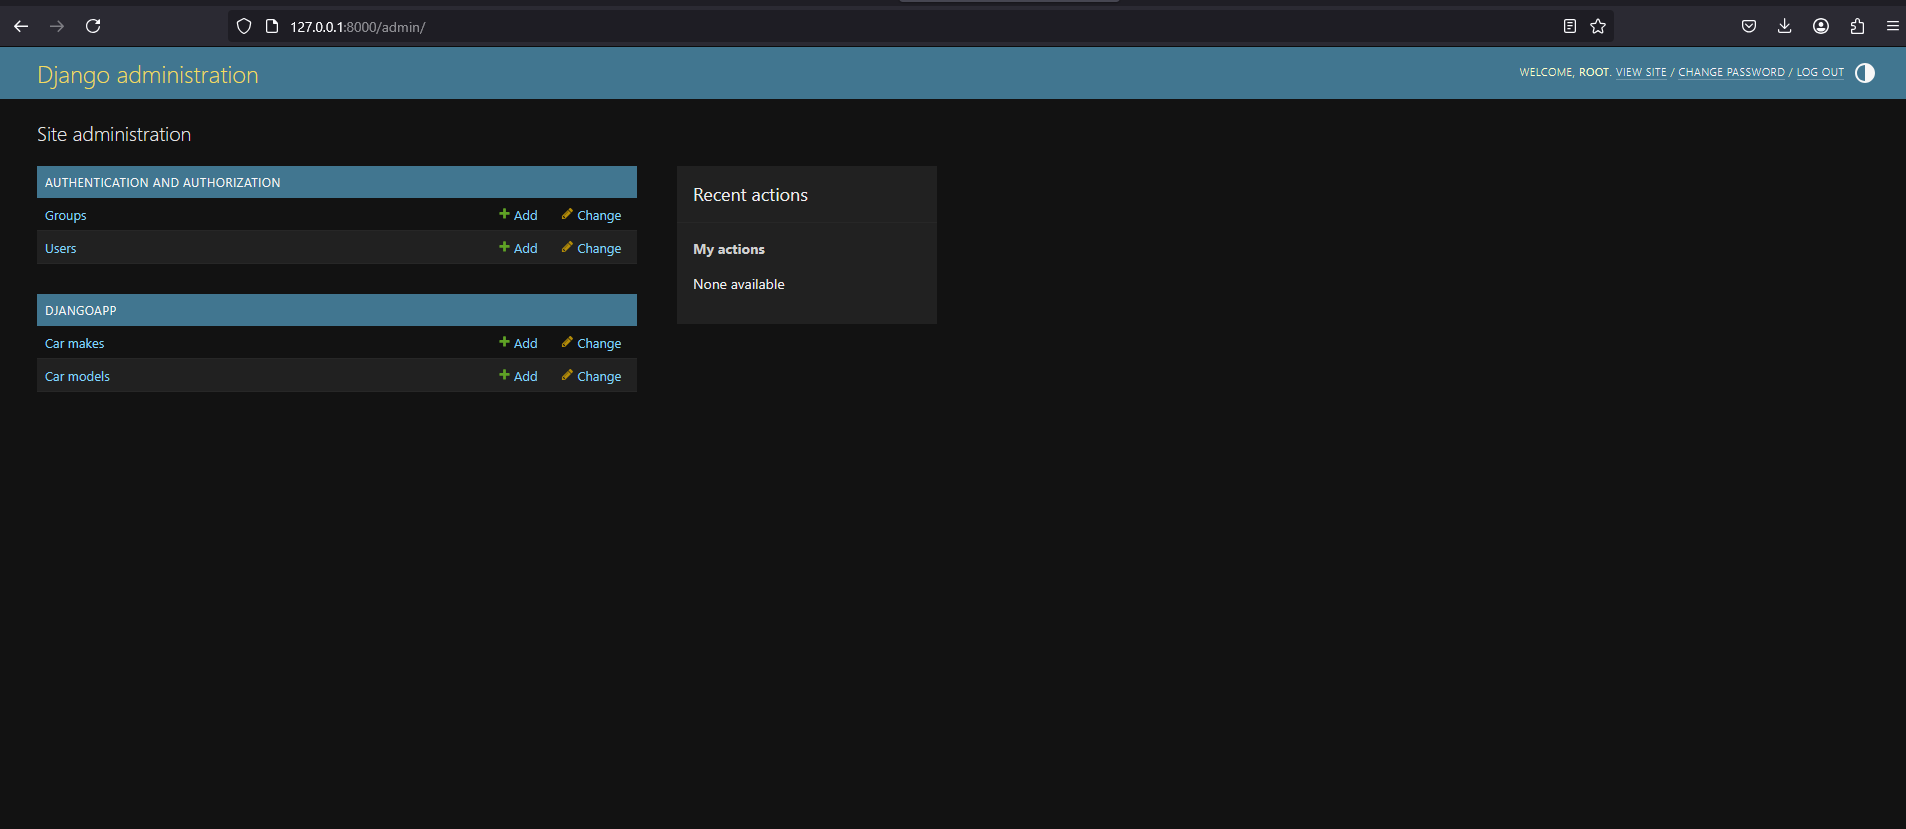 127.0.0.1:8000/admin/
Django administration
WELCOME, ROOT. VIEW SITE / CHANGE PASSWORD / LOG OUT
Site administration
AUTHENTICATION AND AUTHORIZATION
Groups Add Change
Users Add Change
DJANGOAPP
Car makes Add Change
Car models Add Change
Recent actions
My actions
None available